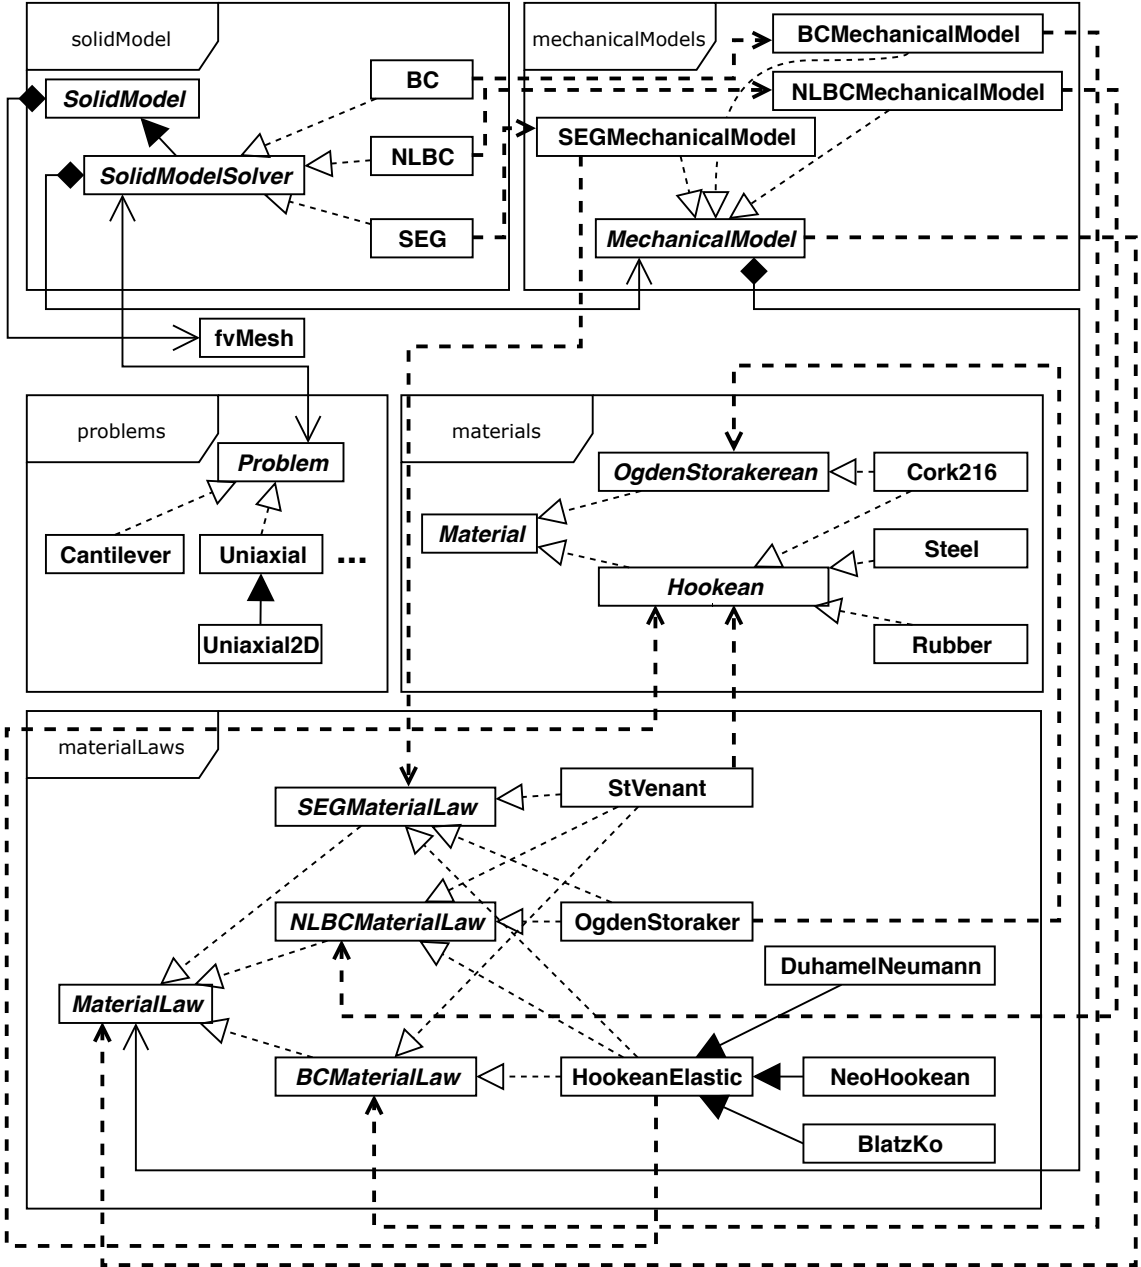 solidModel
SolidModel
SolidModelSolver
BC
NLBC
SEG
mechanicalModels
BCMechanicalModel
NLBCMechanicalModel
SEGMechanicalModel
MechanicalModel
fvMesh
problems
Problem
Cantilever
Uniaxial
...
Uniaxial2D
materials
OgdenStorakerean
Cork216
Material
Steel
Hookean
Rubber
materialLaws
SEGMaterialLaw
StVenant
NLBCMaterialLaw
OgdenStoraker
DuhamelNeumann
MaterialLaw
BCMaterialLaw
HookeanElastic
NeoHookean
BlatzKo